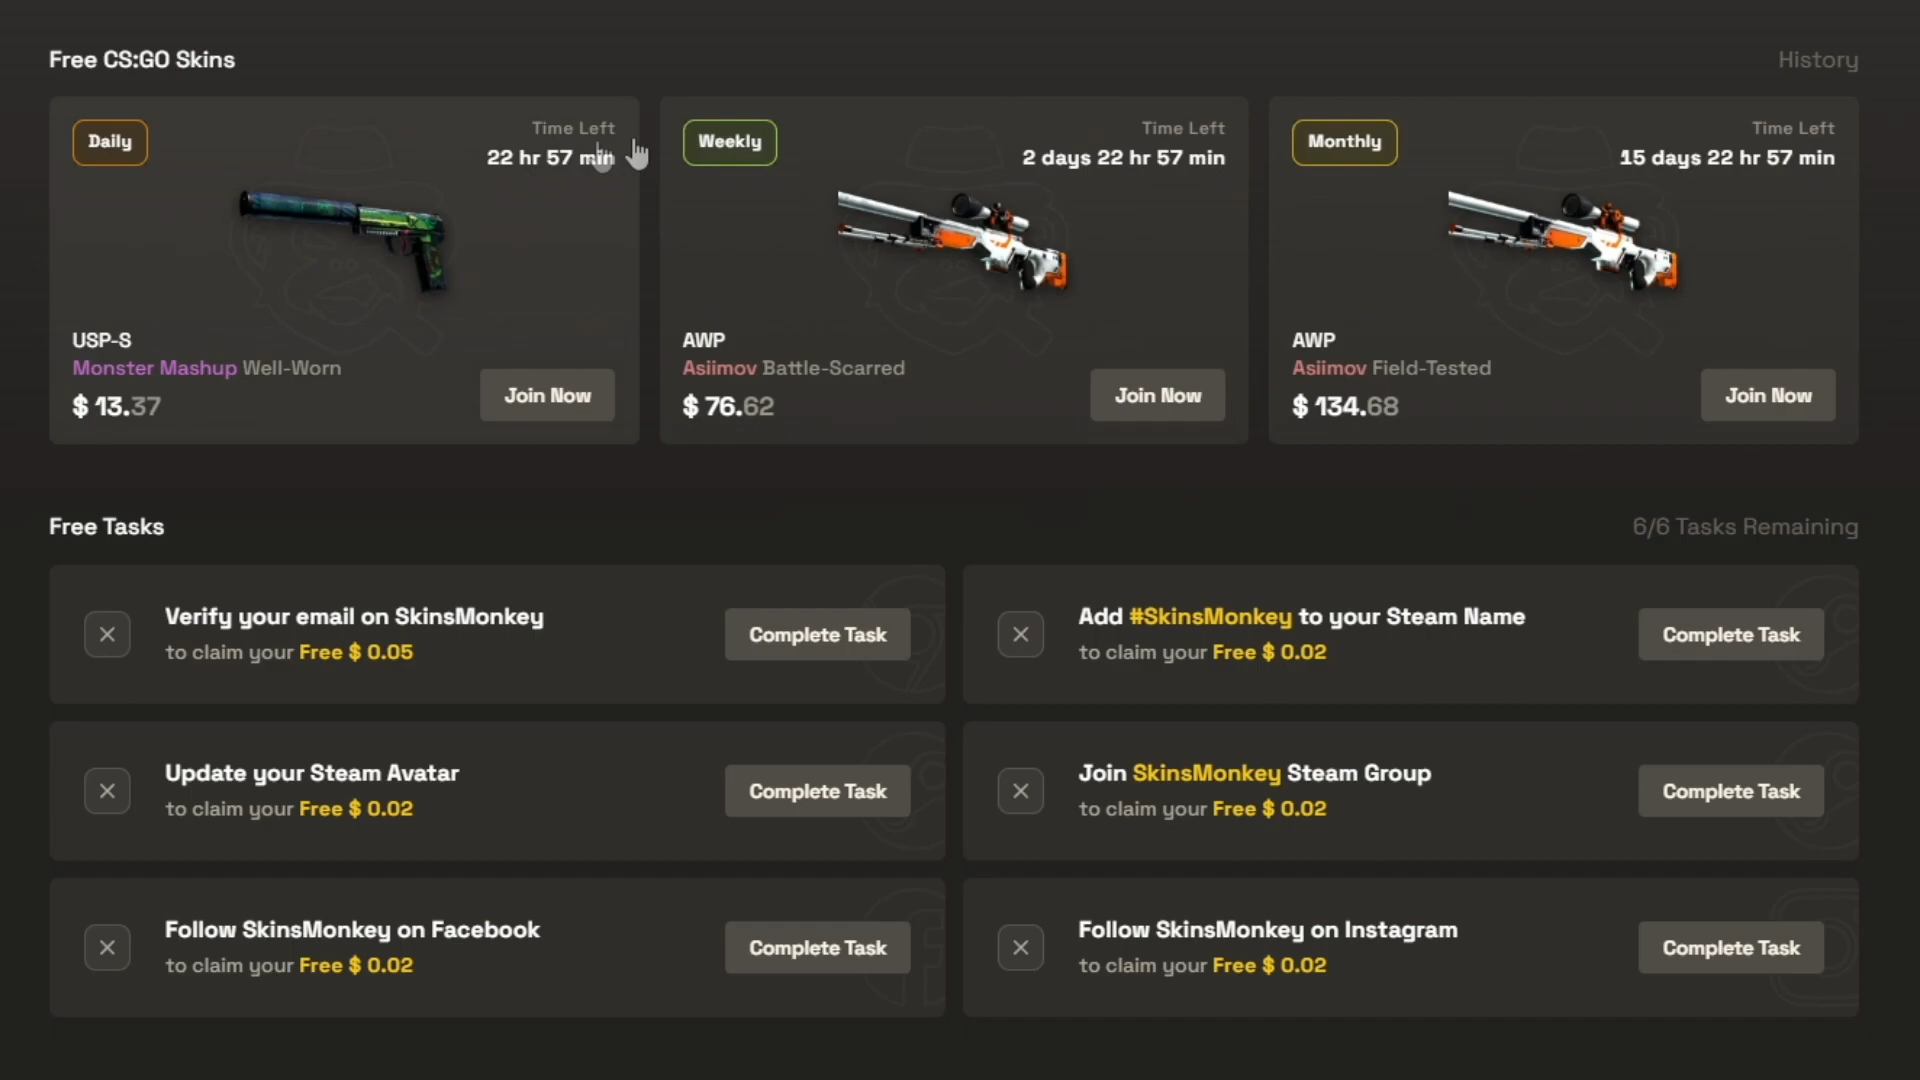 Free CS:GO Skins
History
Daily
Time Left
22 hr 57 min
USP-S
Monster Mashup Well-Worn
$ 13.37
Join Now
Weekly
Time Left
2 days 22 hr 57 min
AWP
Asiimov Battle-Scarred
$ 76.62
Join Now
Monthly
Time Left
15 days 22 hr 57 min
AWP
Asiimov Field-Tested
$ 134.68
Join Now
Free Tasks
6/6 Tasks Remaining
Verify your email on SkinsMonkey
to claim your Free $ 0.05
Complete Task
Add #SkinsMonkey to your Steam Name
to claim your Free $ 0.02
Complete Task
Update your Steam Avatar
to claim your Free $ 0.02
Complete Task
Join SkinsMonkey Steam Group
to claim your Free $ 0.02
Complete Task
Follow SkinsMonkey on Facebook
to claim your Free $ 0.02
Complete Task
Follow SkinsMonkey on Instagram
to claim your Free $ 0.02
Complete Task